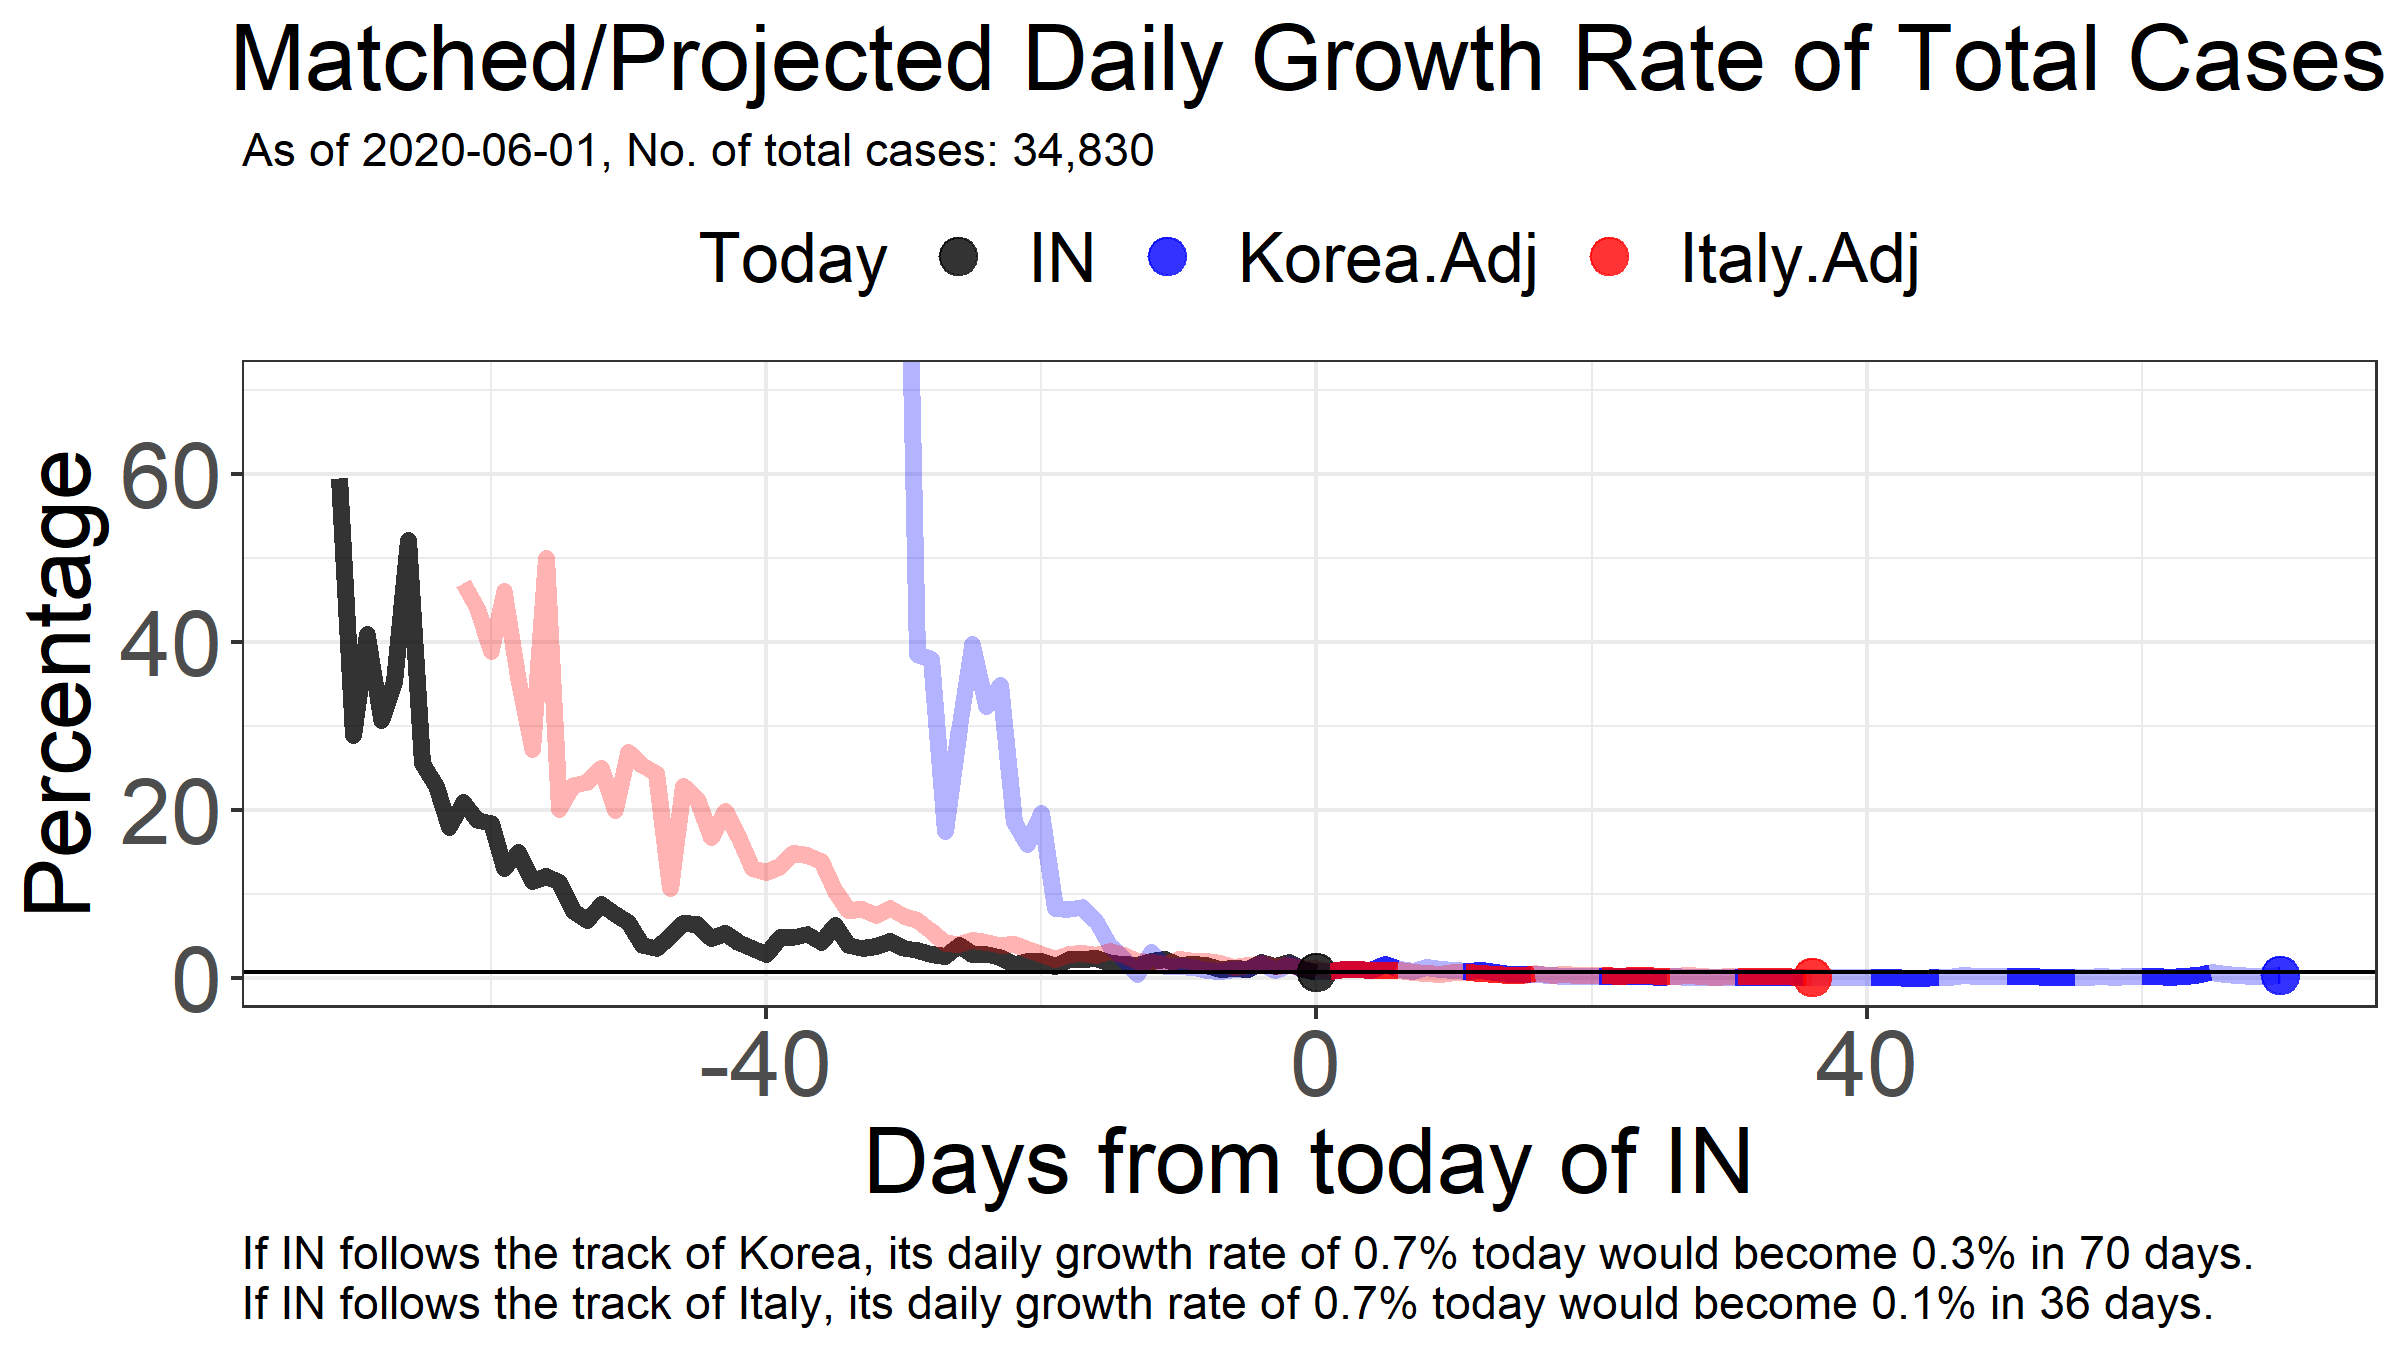 Matched/Projected Daily Growth Rate of Total Cases
As of 2020-06-01, No. of total cases: 34,830
Today IN Korea.Adj Italy.Adj
Percentage
60
40
20
0
-40 0 40
Days from today of IN
If IN follows the track of Korea, its daily growth rate of 0.7% today would become 0.3% in 70 days.
If IN follows the track of Italy, its daily growth rate of 0.7% today would become 0.1% in 36 days.